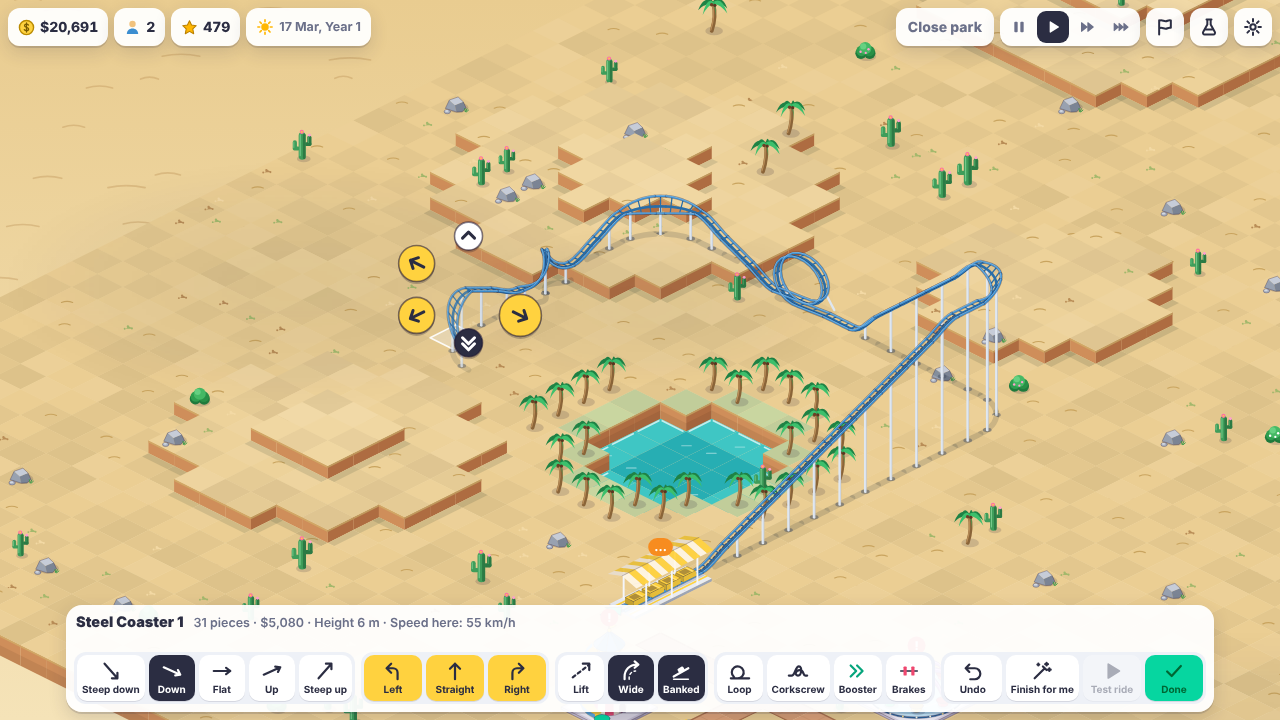 $20,691
2
479
17 Mar, Year 1
Close park
Steel Coaster 1
31 pieces · $5,080 · Height 6 m · Speed here: 55 km/h
Steep down
Down
Flat
Up
Steep up
Left
Straight
Right
Lift
Wide
Banked
Loop
Corkscrew
Booster
Brakes
Undo
Finish for me
Test ride
Done